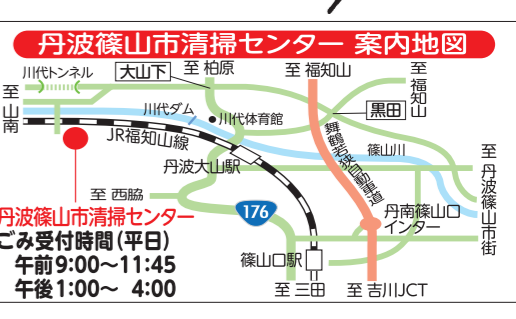 丹波篠山市清掃センター 案内地図
川代トンネル
大山下
至 柏原
至 福知山
至福知山
至山南
川代ダム
川代体育館
黒田
JR福知山線
舞鶴若狭自動車道
篠山川
丹波大山駅
至丹波篠山市街
至 西脇
176
丹南篠山口
インター
丹波篠山市清掃センター
ごみ受付時間(平日)
午前9:00～11:45
午後1:00～ 4:00
篠山口駅
至 三田
至 吉川JCT